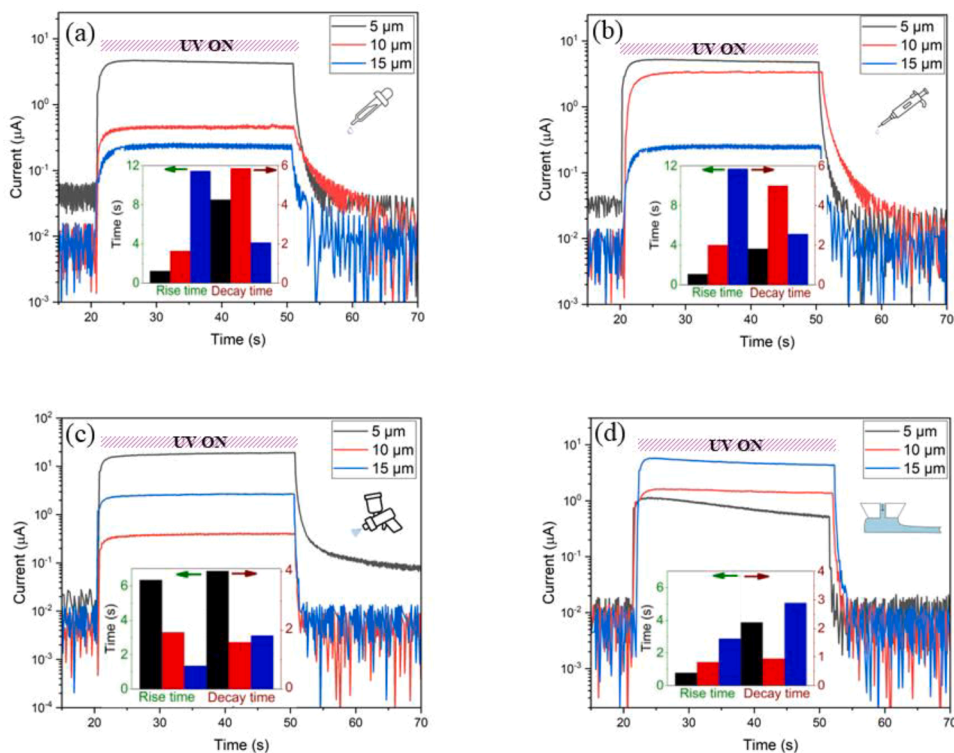 (a)
UV ON
5 µm
10 µm
15 µm
Current (µA)
10¹
10⁰
10⁻¹
10⁻²
10⁻³
20 30 40 50 60 70
Time (s)
12
8
4
0
Time (s)
6
4
2
0
Rise time Decay time
(b)
UV ON
5 µm
10 µm
15 µm
Current (µA)
10¹
10⁰
10⁻¹
10⁻²
10⁻³
20 30 40 50 60 70
Time (s)
12
8
4
0
Time (s)
6
4
2
0
Rise time Decay time
(c)
UV ON
5 µm
10 µm
15 µm
Current (µA)
10²
10¹
10⁰
10⁻¹
10⁻²
10⁻³
10⁻⁴
20 30 40 50 60 70
Time (s)
6
4
2
0
Time (s)
4
2
0
Rise time Decay time
(d)
UV ON
5 µm
10 µm
15 µm
Current (µA)
10¹
10⁰
10⁻¹
10⁻²
10⁻³
20 30 40 50 60 70
Time (s)
6
4
2
0
Time (s)
4
3
2
1
0
Rise time Decay time